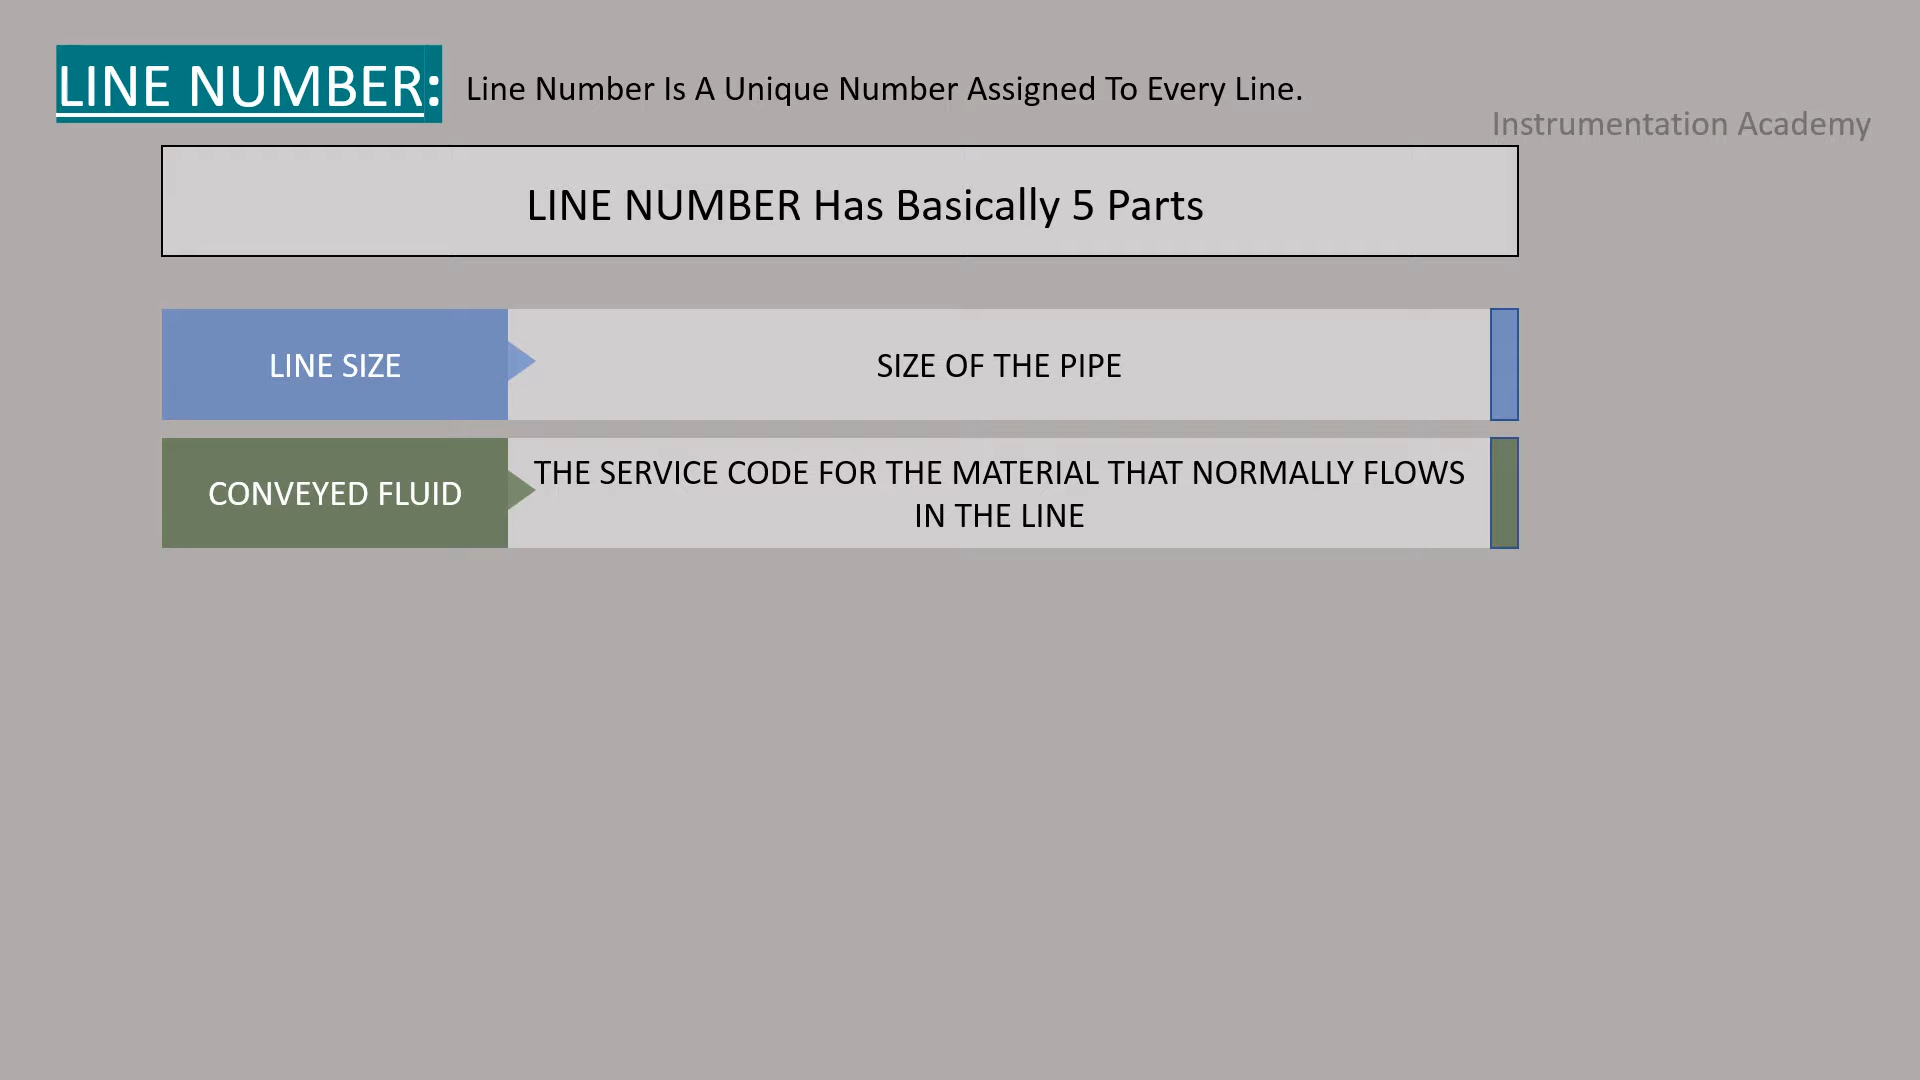 LINE NUMBER: Line Number Is A Unique Number Assigned To Every Line.
Instrumentation Academy
LINE NUMBER Has Basically 5 Parts
LINE SIZE
SIZE OF THE PIPE
CONVEYED FLUID
THE SERVICE CODE FOR THE MATERIAL THAT NORMALLY FLOWS
IN THE LINE